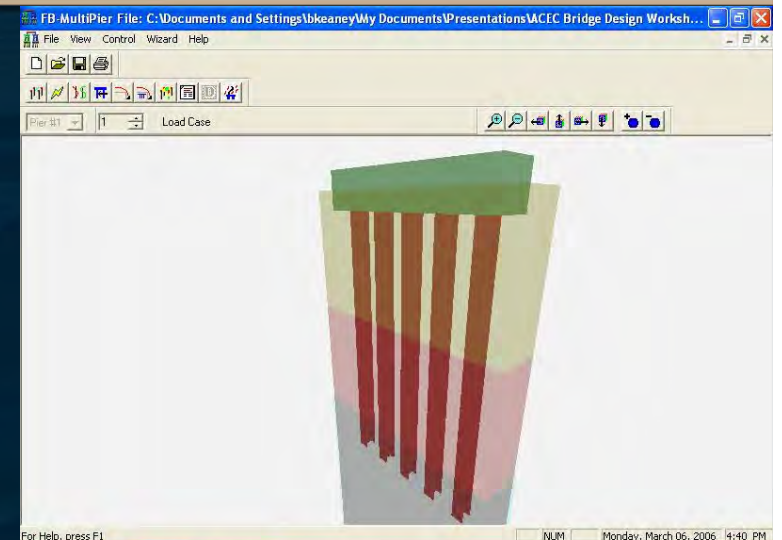 FB-MultiPier File: C:\Documents and Settings\bkeaney\My Documents\Presentations\ACEC Bridge Design Worksh...
File View Control Wizard Help
Pier #1 1 Load Case
For Help, press F1 NUM Monday, March 06, 2006 4:40 PM